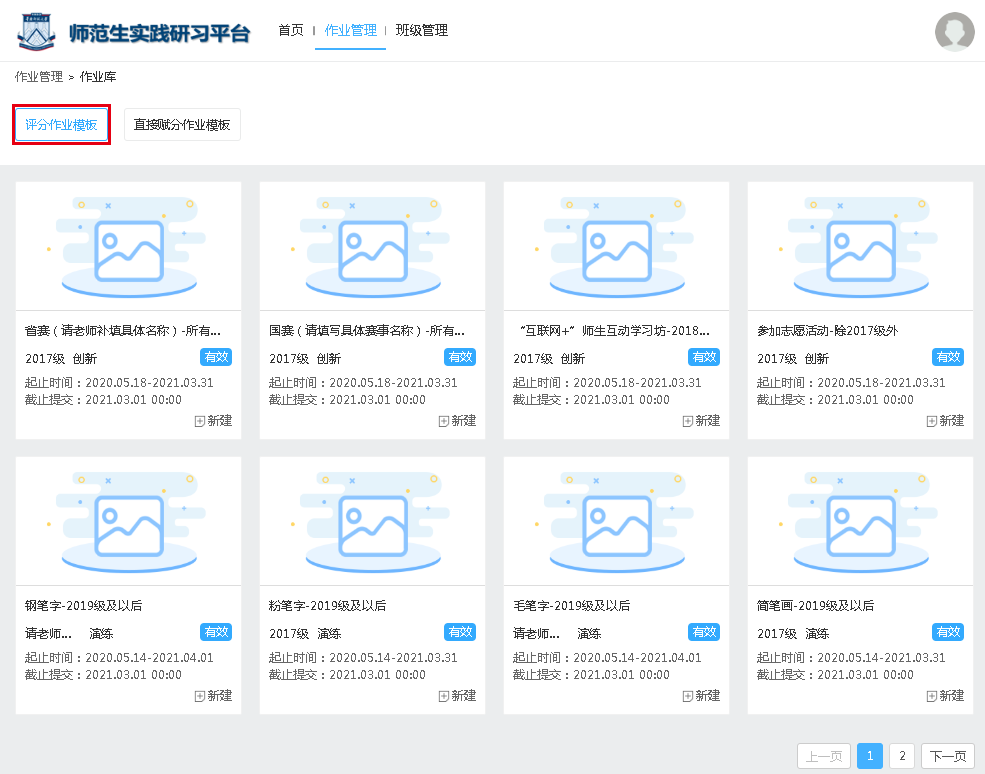 师范生实践研习平台
首页 | 作业管理 | 班级管理
作业管理 > 作业库
评分作业模板 直接赋分作业模板
省赛（请老师补填具体名称）-所有...
2017级 创新 有效
起止时间：2020.05.18-2021.03.31
截止提交：2021.03.01 00:00
新建
国赛（请填写具体赛事名称）-所有...
2017级 创新 有效
起止时间：2020.05.18-2021.03.31
截止提交：2021.03.01 00:00
新建
“互联网+”师生互动学习坊-2018...
2017级 创新 有效
起止时间：2020.05.18-2021.03.31
截止提交：2021.03.01 00:00
新建
参加志愿活动-除2017级外
2017级 创新 有效
起止时间：2020.05.18-2021.03.31
截止提交：2021.03.01 00:00
新建
钢笔字-2019级及以后
请老师... 演练 有效
起止时间：2020.05.14-2021.04.01
截止提交：2021.03.01 00:00
新建
粉笔字-2019级及以后
2017级 演练 有效
起止时间：2020.05.14-2021.03.31
截止提交：2021.03.01 00:00
新建
毛笔字-2019级及以后
请老师... 演练 有效
起止时间：2020.05.14-2021.04.01
截止提交：2021.03.01 00:00
新建
简笔画-2019级及以后
2017级 演练 有效
起止时间：2020.05.14-2021.03.31
截止提交：2021.03.01 00:00
新建
上一页 1 2 下一页